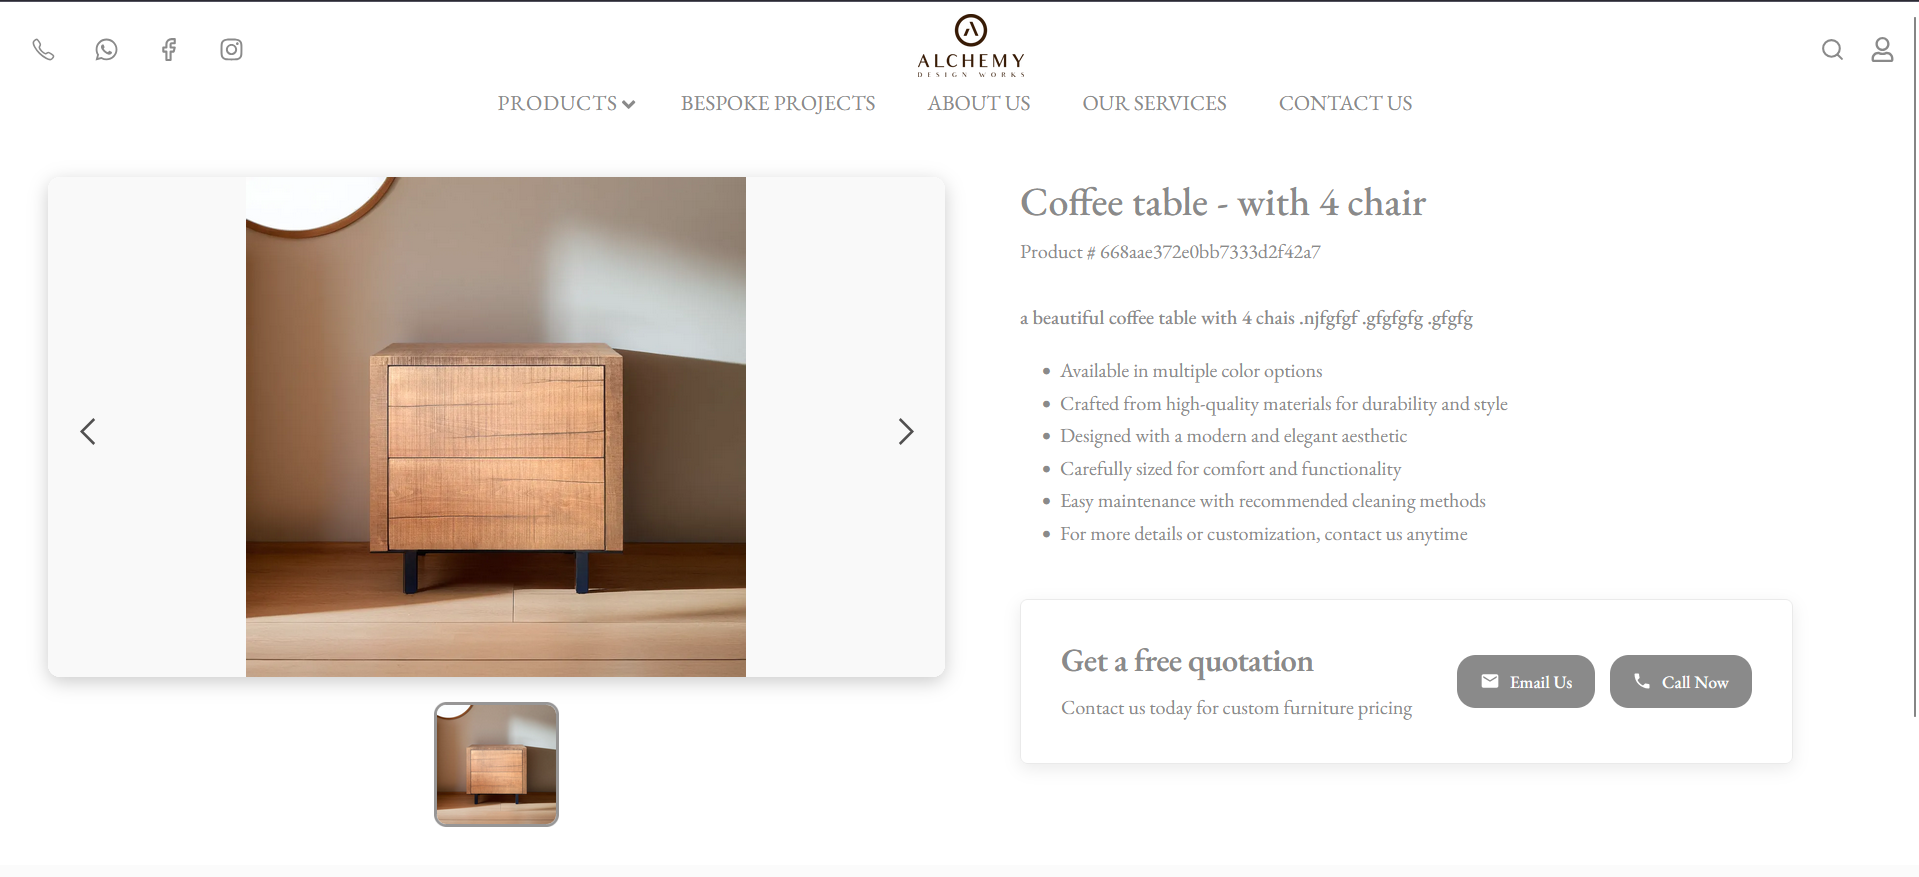 ALCHEMY
DESIGN WORKS
PRODUCTS BESPOKE PROJECTS ABOUT US OUR SERVICES CONTACT US
Coffee table - with 4 chair
Product # 668aae372e0bb7333d2f42a7
a beautiful coffee table with 4 chais .njfgfgf .gfgfgfg .gfgfg
Available in multiple color options
Crafted from high-quality materials for durability and style
Designed with a modern and elegant aesthetic
Carefully sized for comfort and functionality
Easy maintenance with recommended cleaning methods
For more details or customization, contact us anytime
Get a free quotation
Contact us today for custom furniture pricing
Email Us
Call Now